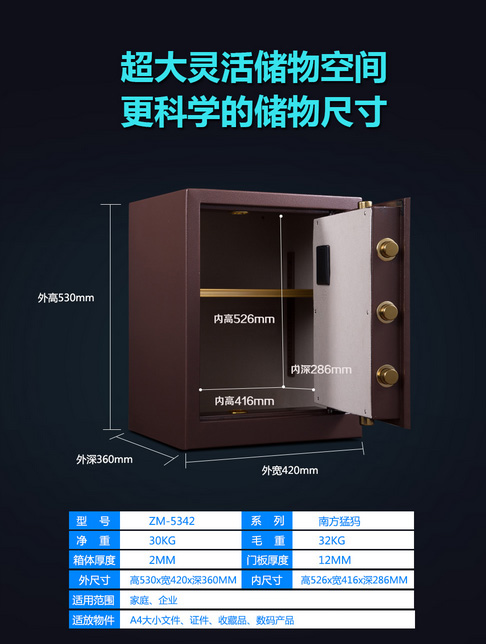 超大灵活储物空间
更科学的储物尺寸
外高530mm
内高526mm
内深286mm
内高416mm
外深360mm
外宽420mm
型 号 ZM-5342 系 列 南方猛犸
净 重 30KG 毛 重 32KG
箱体厚度 2MM 门板厚度 12MM
外尺寸 高530x宽420x深360MM 内尺寸 高526x宽416x深286MM
适用范围 家庭、企业
适放物件 A4大小文件、证件、收藏品、数码产品